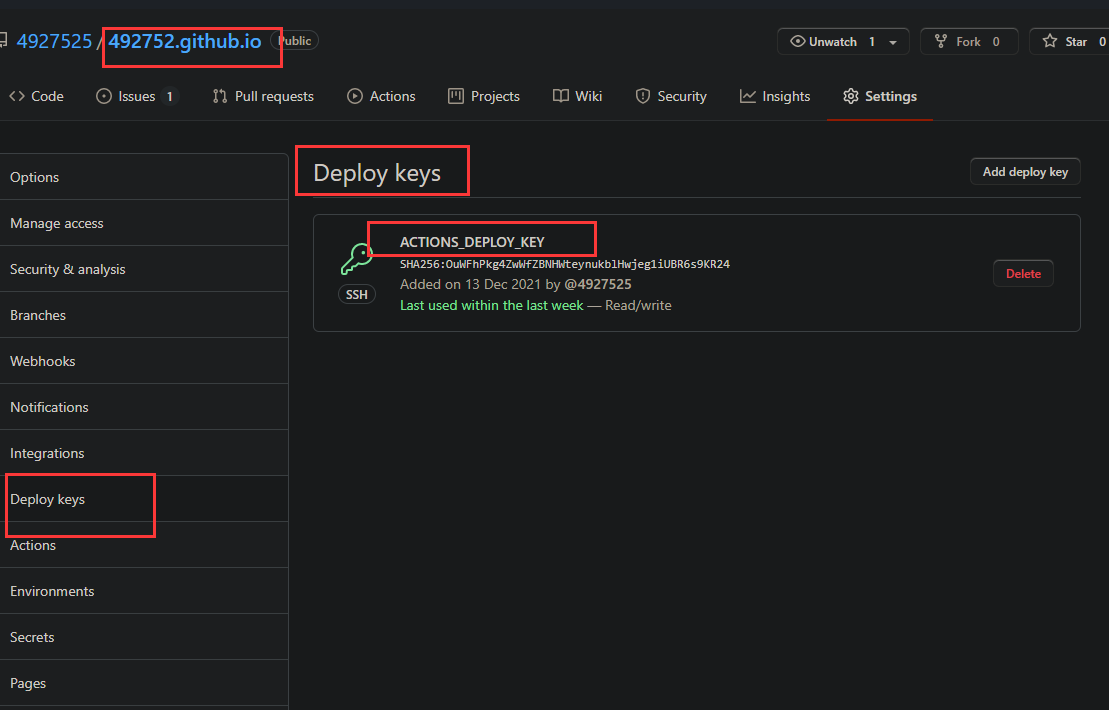 4927525 / 492752.github.io Public
Unwatch 1 Fork 0 Star 0
Code Issues 1 Pull requests Actions Projects Wiki Security Insights Settings
Options
Manage access
Security & analysis
Branches
Webhooks
Notifications
Integrations
Deploy keys
Actions
Environments
Secrets
Pages
Deploy keys
Add deploy key
ACTIONS_DEPLOY_KEY
SHA256:OuWFhPkg4ZwWfZBNHWteynukblHwjeg1iUBR6s9KR24
SSH
Added on 13 Dec 2021 by @4927525
Last used within the last week — Read/write
Delete